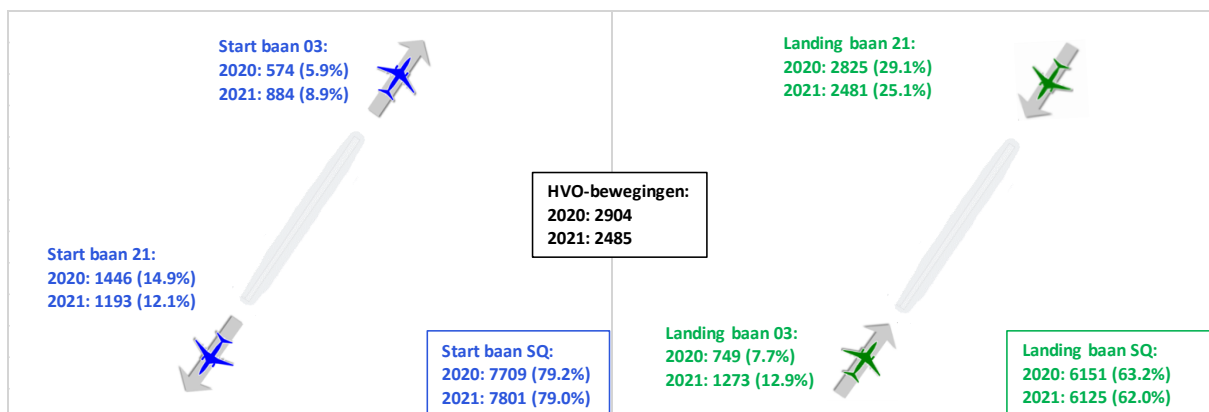 Start baan 03:
2020: 574 (5.9%)
2021: 884 (8.9%)
Landing baan 21:
2020: 2825 (29.1%)
2021: 2481 (25.1%)
HVO-bewegingen:
2020: 2904
2021: 2485
Start baan 21:
2020: 1446 (14.9%)
2021: 1193 (12.1%)
Start baan SQ:
2020: 7709 (79.2%)
2021: 7801 (79.0%)
Landing baan 03:
2020: 749 (7.7%)
2021: 1273 (12.9%)
Landing baan SQ:
2020: 6151 (63.2%)
2021: 6125 (62.0%)